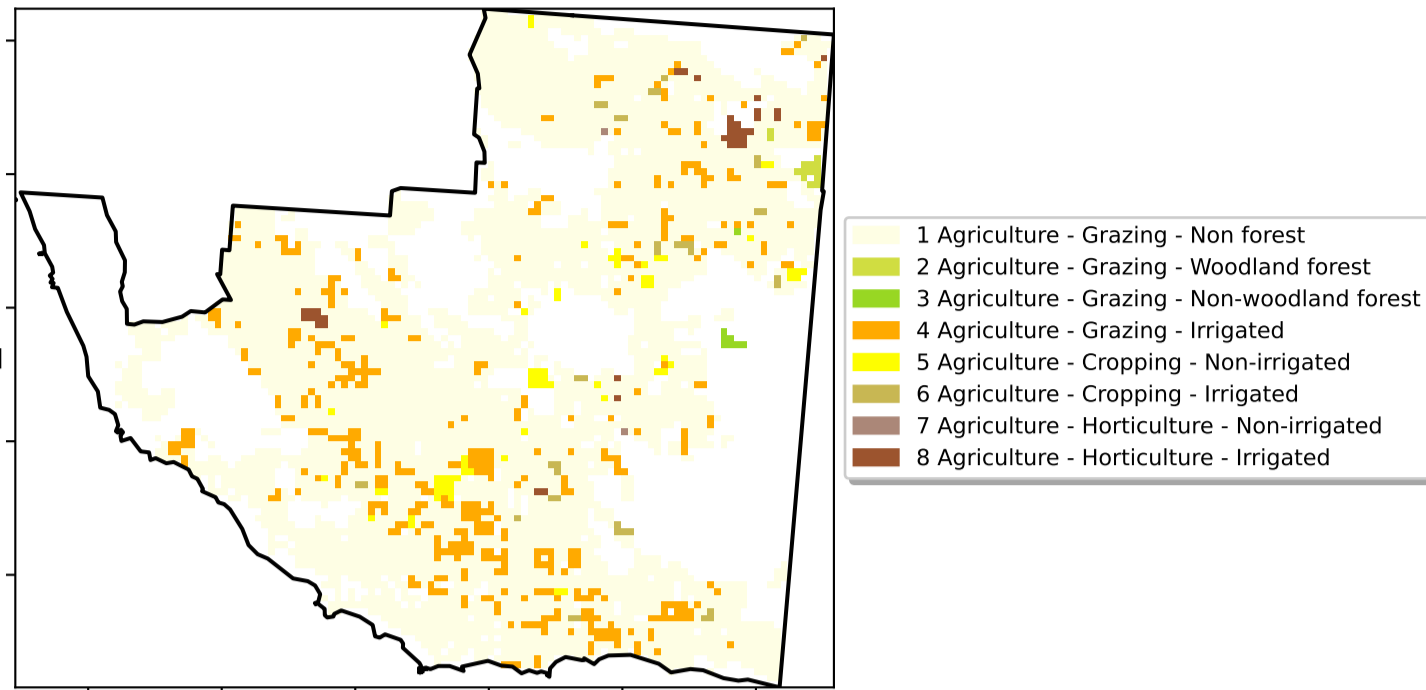 1 Agriculture - Grazing - Non forest
2 Agriculture - Grazing - Woodland forest
3 Agriculture - Grazing - Non-woodland forest
4 Agriculture - Grazing - Irrigated
5 Agriculture - Cropping - Non-irrigated
6 Agriculture - Cropping - Irrigated
7 Agriculture - Horticulture - Non-irrigated
8 Agriculture - Horticulture - Irrigated